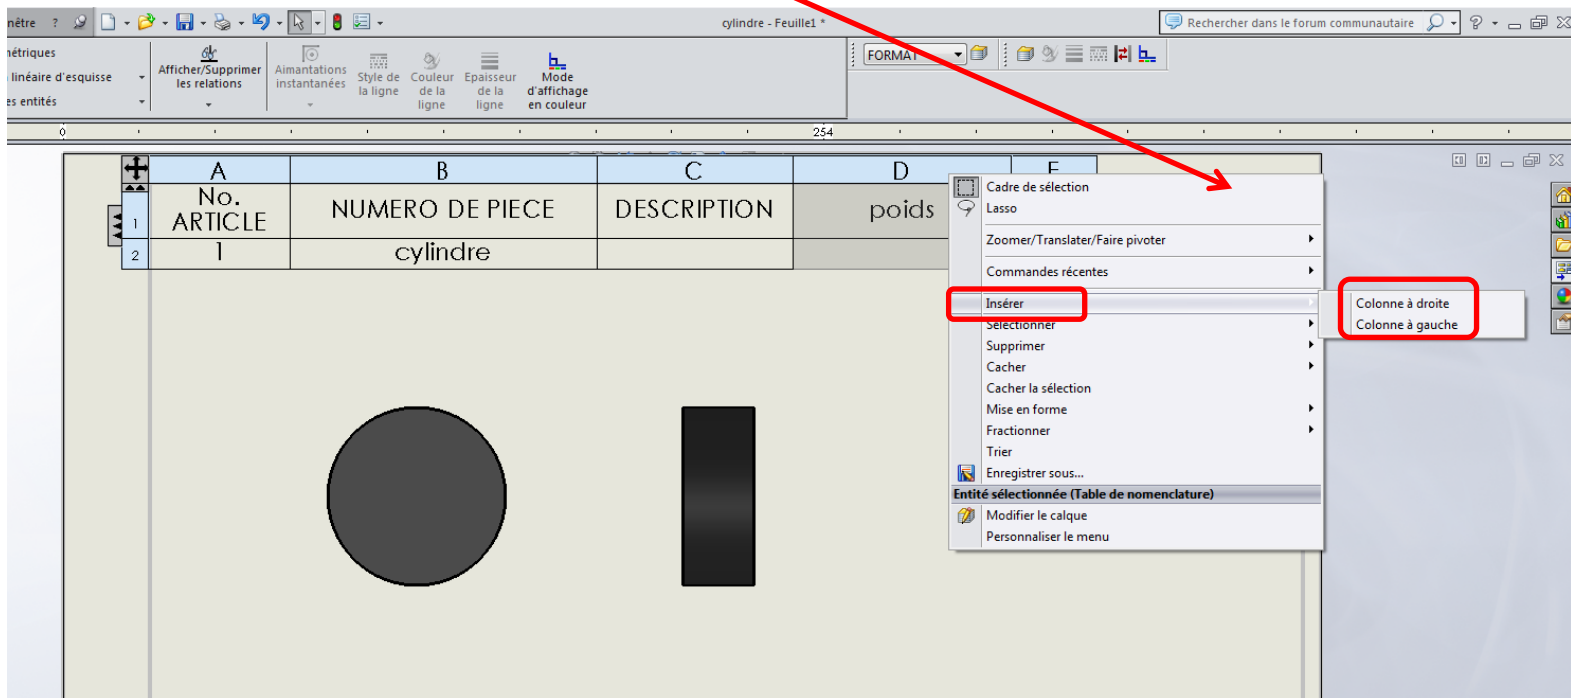 nêtre ?
cylindre - Feuille1 *
Rechercher dans le forum communautaire
?
métriques
linéaire d'esquisse
es entités
Afficher/Supprimer
les relations
Aimantations
instantanées
Style de
la ligne
Couleur
de la
ligne
Epaisseur
de la
ligne
Mode
d'affichage
en couleur
FORMAT
0
254
A
B
C
D
E
1
No.
ARTICLE
NUMERO DE PIECE
DESCRIPTION
poids
2
1
cylindre
Cadre de sélection
Lasso
Zoomer/Translater/Faire pivoter
Commandes récentes
Insérer
Colonne à droite
Colonne à gauche
Sélectionner
Supprimer
Cacher
Cacher la sélection
Mise en forme
Fractionner
Trier
Enregistrer sous...
Entité sélectionnée (Table de nomenclature)
Modifier le calque
Personnaliser le menu